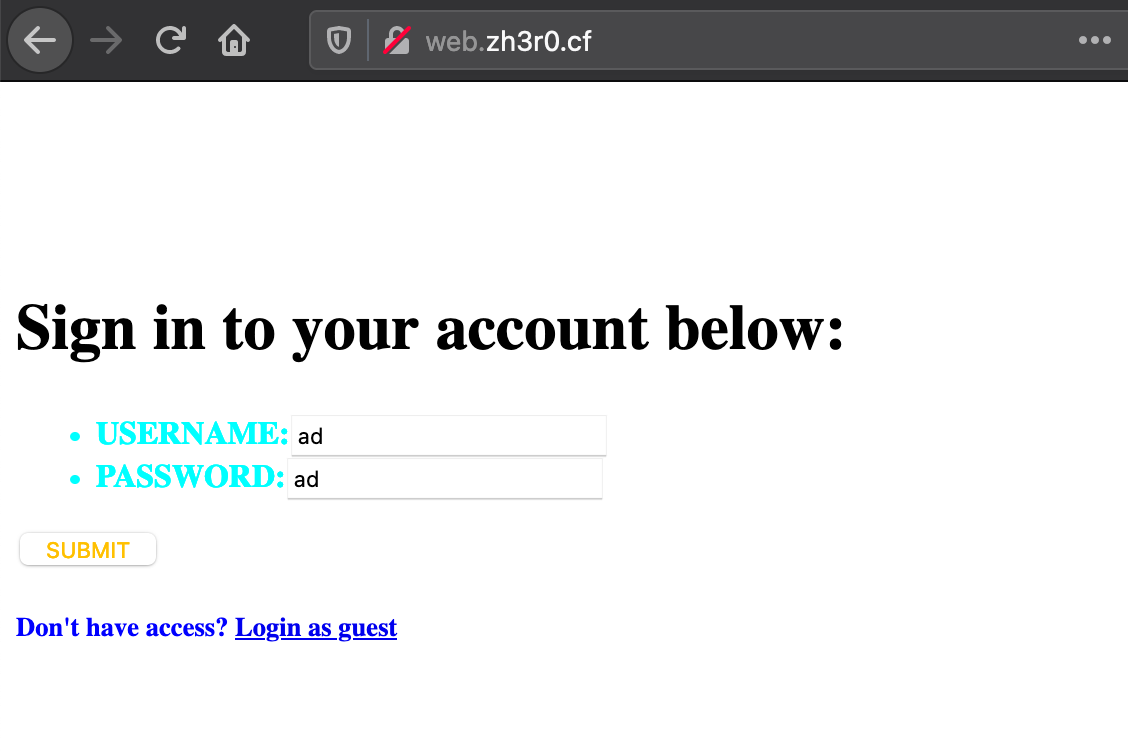 web.zh3r0.cf
Sign in to your account below:
USERNAME: ad
PASSWORD: ad
SUBMIT
Don't have access? Login as guest